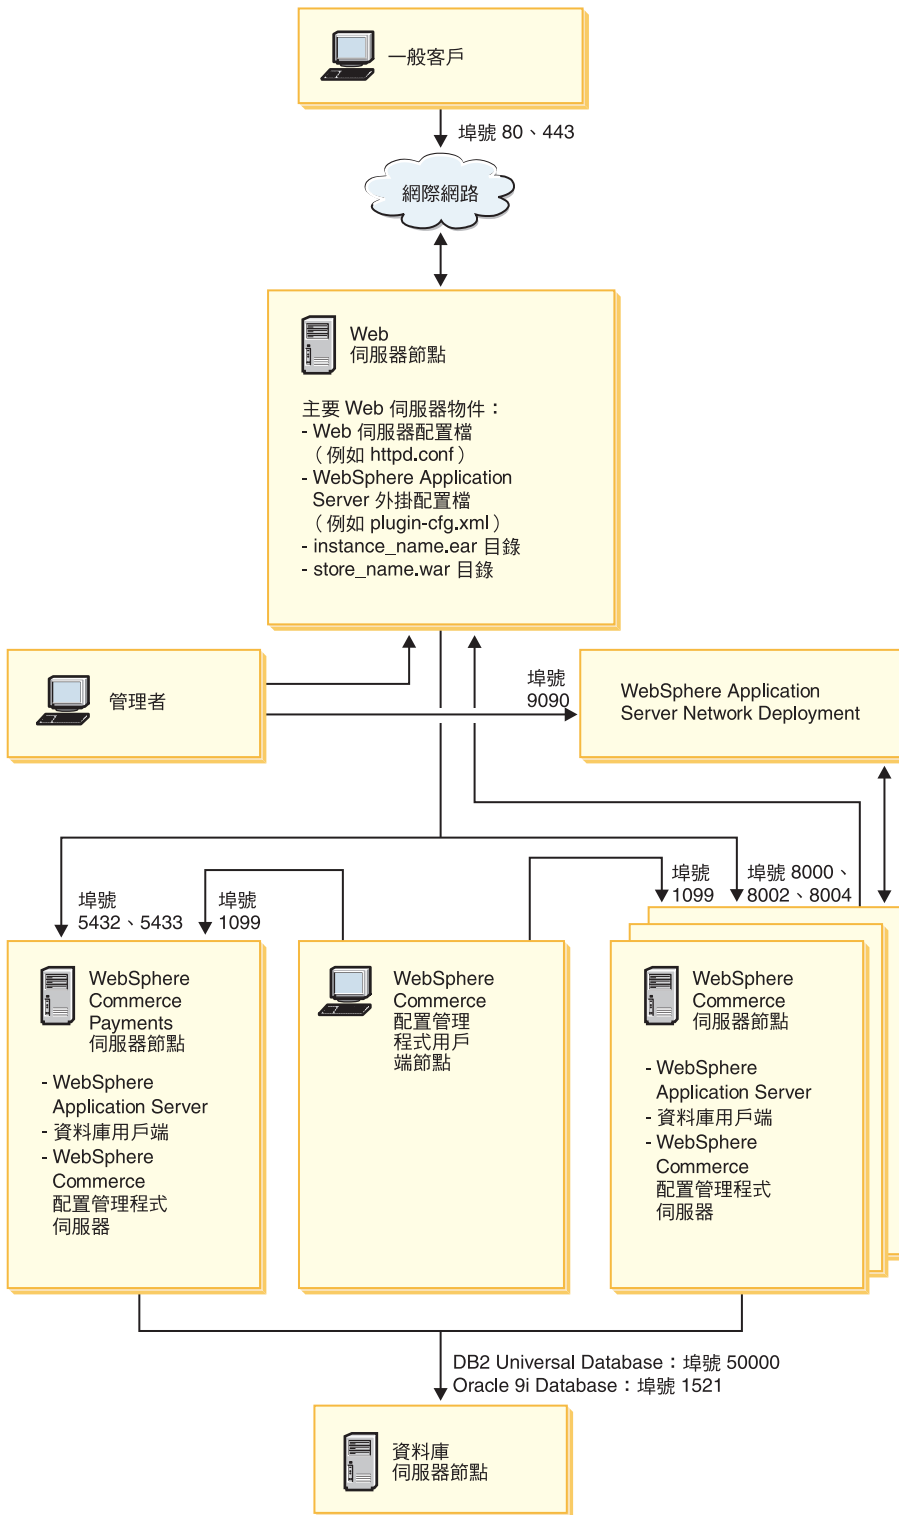 一般客戶
埠號 80、443
網際網路
Web
伺服器節點
主要 Web 伺服器物件：
- Web 伺服器配置檔
（例如 httpd.conf）
- WebSphere Application
Server 外掛配置檔
（例如 plugin-cfg.xml）
- instance_name.ear 目錄
- store_name.war 目錄
管理者
埠號
9090
WebSphere Application
Server Network Deployment
埠號
5432、5433
埠號
1099
埠號
1099
埠號 8000、
8002、8004
WebSphere
Commerce
Payments
伺服器節點
- WebSphere
Application Server
- 資料庫用戶端
- WebSphere
Commerce
配置管理程式
伺服器
WebSphere
Commerce
配置管理
程式用戶
端節點
WebSphere
Commerce
伺服器節點
- WebSphere
Application Server
- 資料庫用戶端
- WebSphere
Commerce
配置管理程式
伺服器
DB2 Universal Database：埠號 50000
Oracle 9i Database：埠號 1521
資料庫
伺服器節點